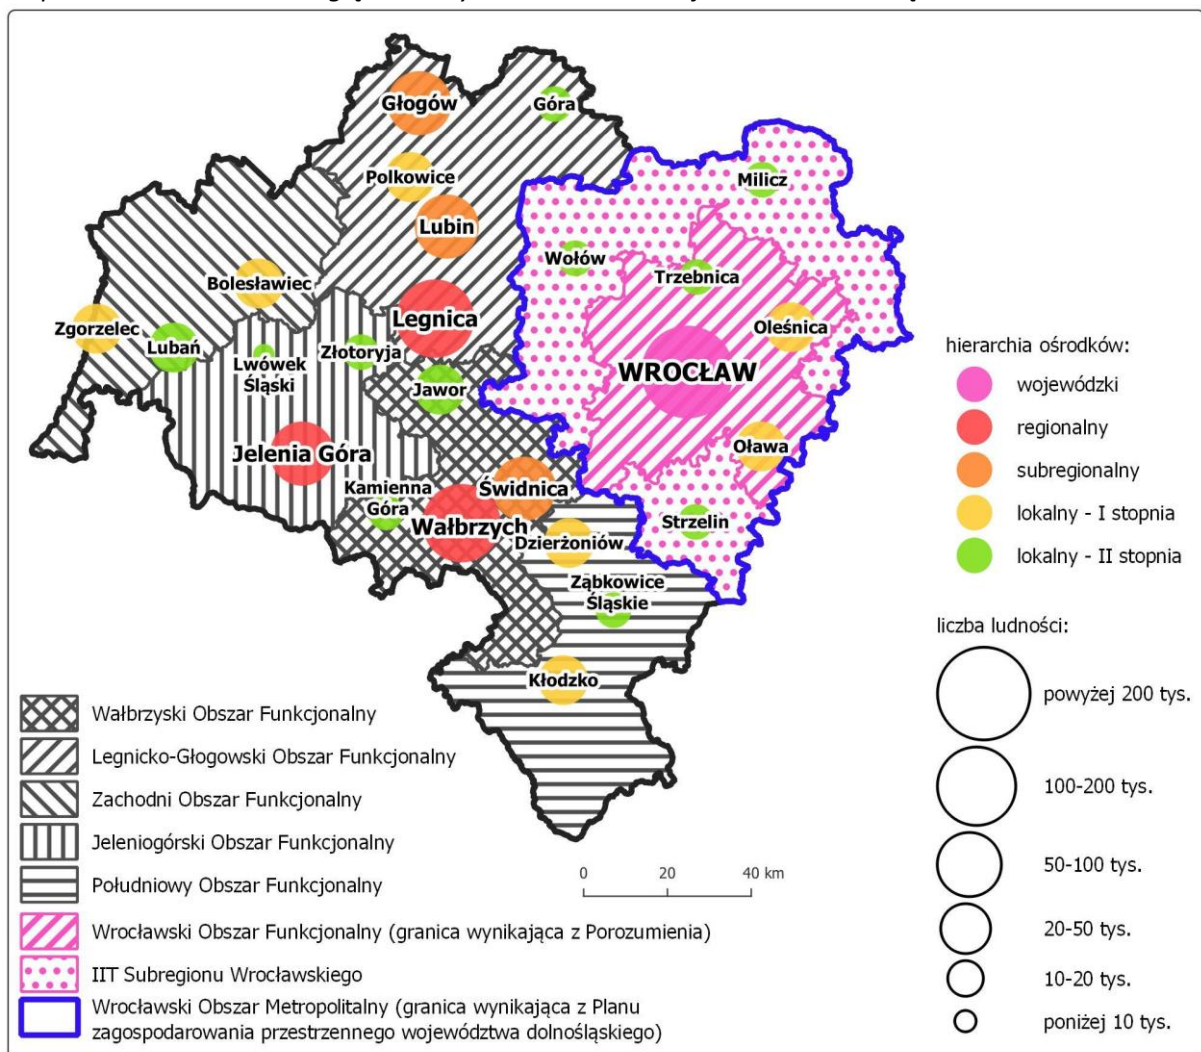 Głogów
Góra
Polkowice
Milicz
Lubin
Wołów
Trzebnica
Bolesławiec
Zgorzelec
Legnica
Oleśnica
Lubań
Lwówek
Śląski
Złotoryja
WROCŁAW
Jawor
Jelenia Góra
Oława
Kamienna
Góra
Świdnica
Wałbrzych
Strzelin
Dzierżoniów
Ząbkowice
Śląskie
Kłodzko
hierarchia ośrodków:
wojewódzki
regionalny
subregionalny
lokalny - I stopnia
lokalny - II stopnia
liczba ludności:
powyżej 200 tys.
100-200 tys.
50-100 tys.
20-50 tys.
10-20 tys.
poniżej 10 tys.
0 20 40 km
Wałbrzyski Obszar Funkcjonalny
Legnicko-Głogowski Obszar Funkcjonalny
Zachodni Obszar Funkcjonalny
Jeleniogórski Obszar Funkcjonalny
Południowy Obszar Funkcjonalny
Wrocławski Obszar Funkcjonalny (granica wynikająca z Porozumienia)
IIT Subregionu Wrocławskiego
Wrocławski Obszar Metropolitalny (granica wynikająca z Planu
zagospodarowania przestrzennego województwa dolnośląskiego)